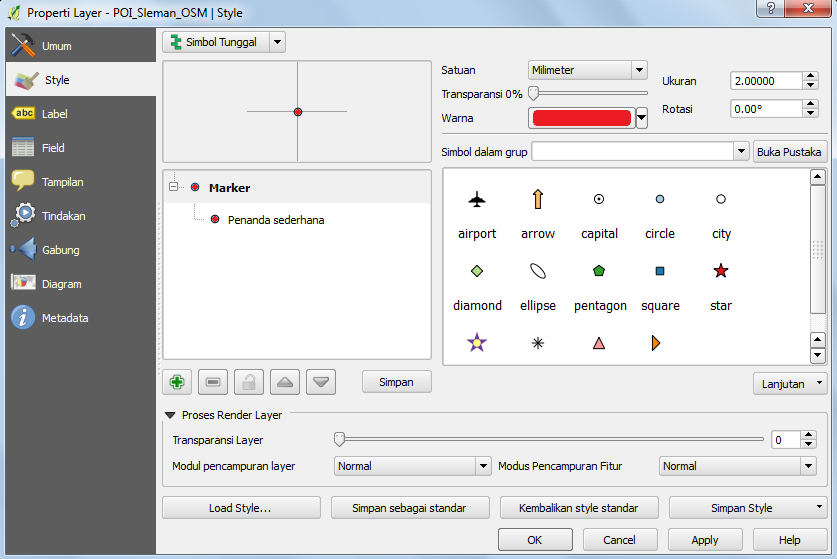 Properti Layer - POI_Sleman_OSM | Style
Umum
Style
abc Label
Field
Tampilan
Tindakan
Gabung
Diagram
Metadata
Simbol Tunggal
Marker
Penanda sederhana
Simpan
Satuan Milimeter
Transparansi 0%
Warna
Ukuran 2.00000
Rotasi 0.00°
Simbol dalam grup Buka Pustaka
airport arrow capital circle city
diamond ellipse pentagon square star
Lanjutan
Proses Render Layer
Transparansi Layer 0
Modul pencampuran layer Normal Modus Pencampuran Fitur Normal
Load Style... Simpan sebagai standar Kembalikan style standar Simpan Style
OK Cancel Apply Help